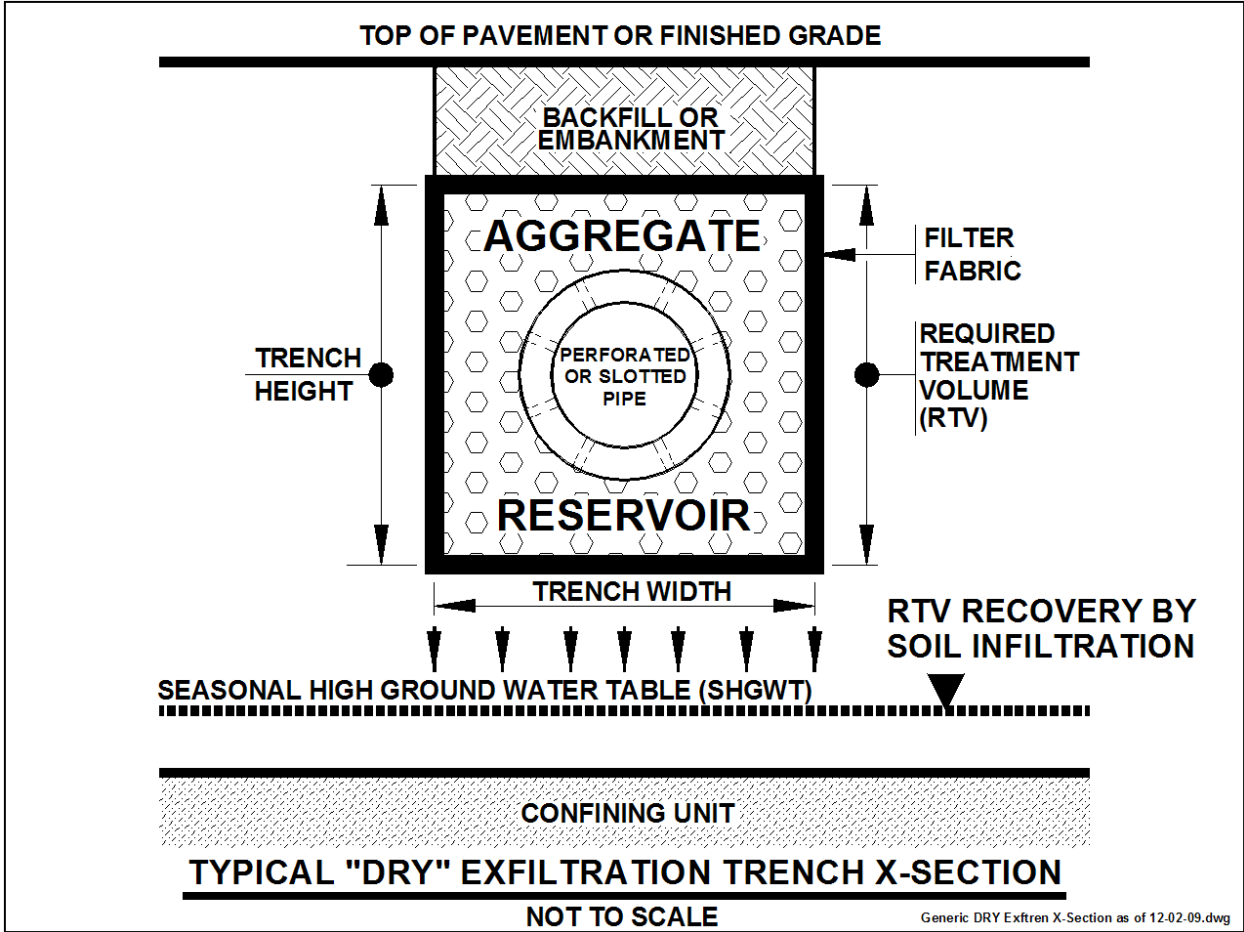 TOP OF PAVEMENT OR FINISHED GRADE
BACKFILL OR
EMBANKMENT
AGGREGATE
FILTER
FABRIC
PERFORATED
OR SLOTTED
PIPE
TRENCH
HEIGHT
REQUIRED
TREATMENT
VOLUME
(RTV)
RESERVOIR
TRENCH WIDTH
RTV RECOVERY BY
SOIL INFILTRATION
SEASONAL HIGH GROUND WATER TABLE (SHGWT)
CONFINING UNIT
TYPICAL "DRY" EXFILTRATION TRENCH X-SECTION
NOT TO SCALE
Generic DRY Exftren X-Section as of 12-02-09.dwg